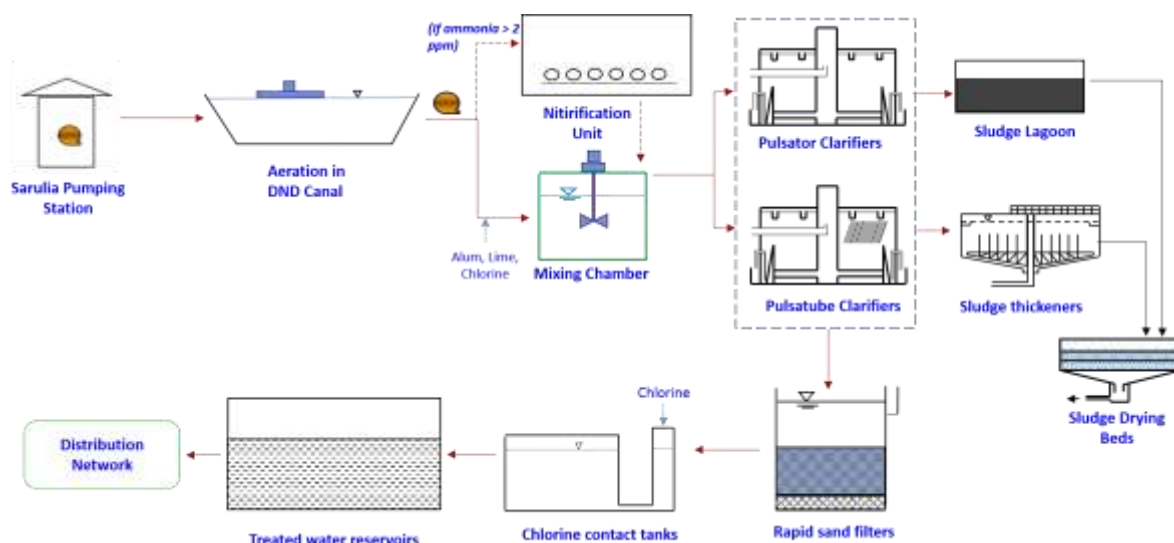 (If ammonia > 2
ppm)
Nitirification
Unit
Sarulia Pumping
Station
Aeration in
DND Canal
Alum, Lime,
Chlorine
Mixing Chamber
Pulsator Clarifiers
Pulsatube Clarifiers
Sludge Lagoon
Sludge thickeners
Sludge Drying
Beds
Chlorine
Distribution
Network
Treated water reservoirs
Chlorine contact tanks
Rapid sand filters